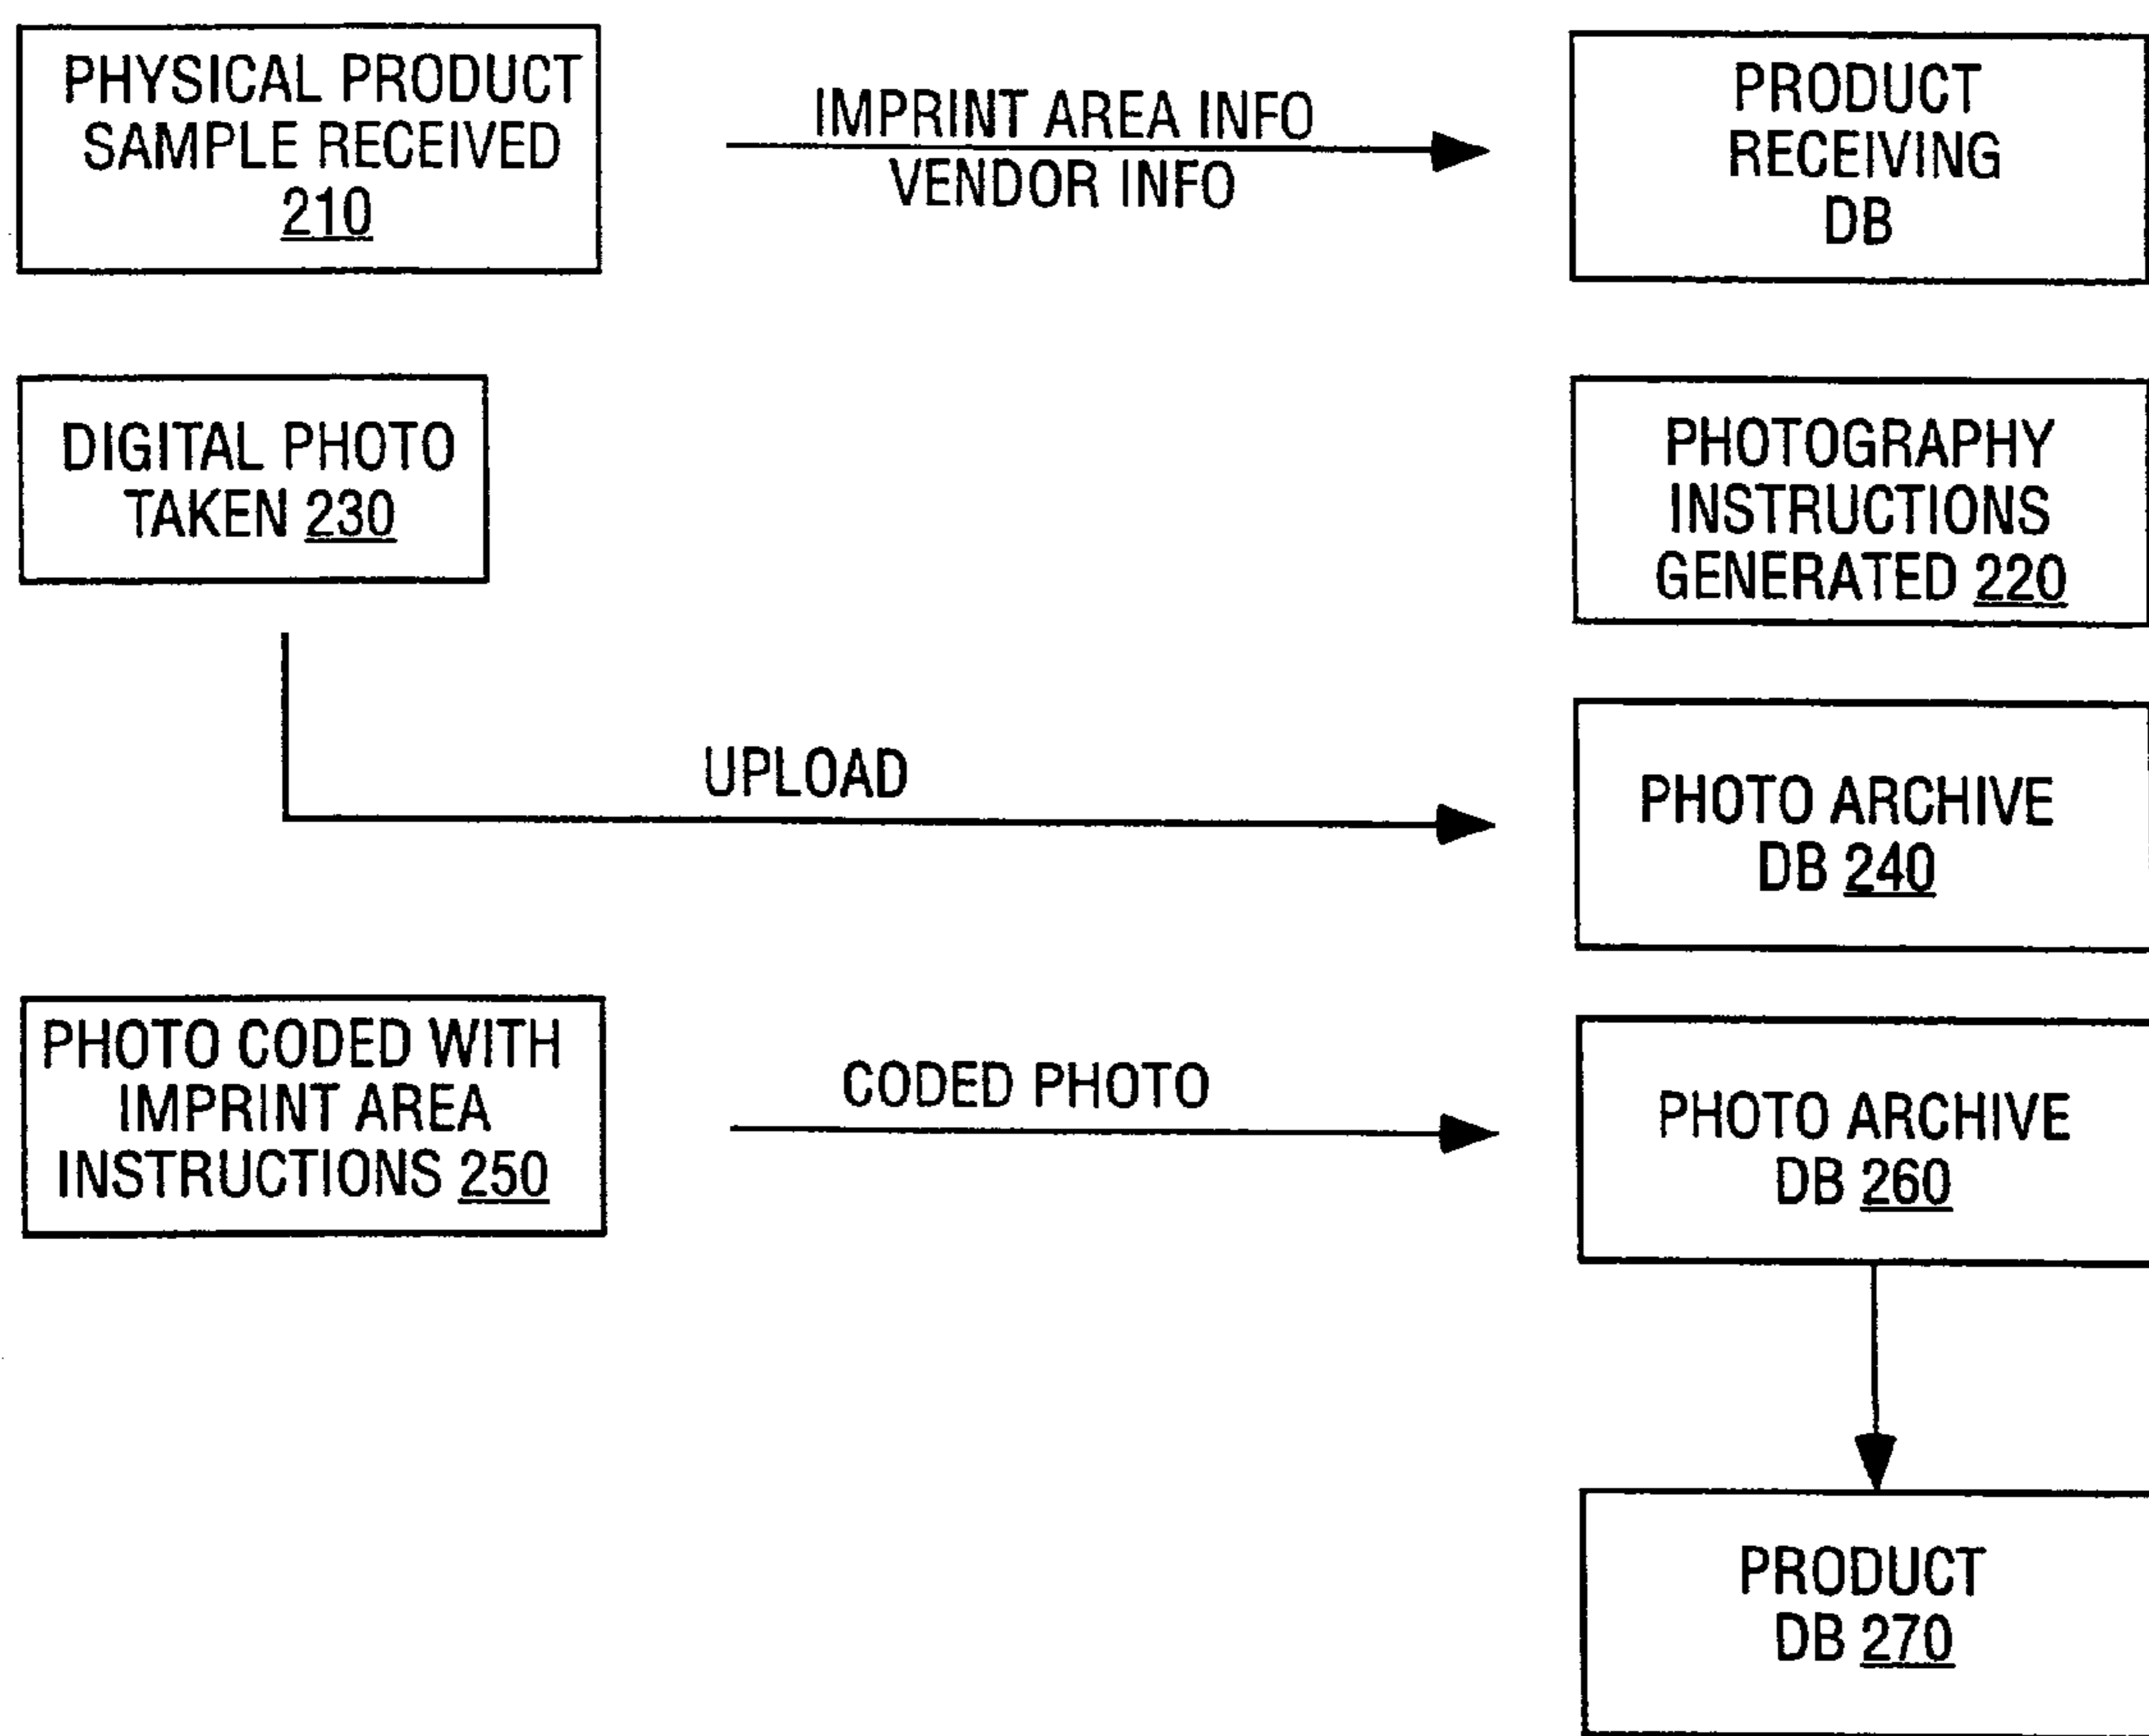 PHYSICAL PRODUCT
SAMPLE RECEIVED
210
IMPRINT AREA INFO
VENDOR INFO
PRODUCT
RECEIVING
DB
DIGITAL PHOTO
TAKEN 230
PHOTOGRAPHY
INSTRUCTIONS
GENERATED 220
UPLOAD
PHOTO ARCHIVE
DB 240
PHOTO CODED WITH
IMPRINT AREA
INSTRUCTIONS 250
CODED PHOTO
PHOTO ARCHIVE
DB 260
PRODUCT
DB 270